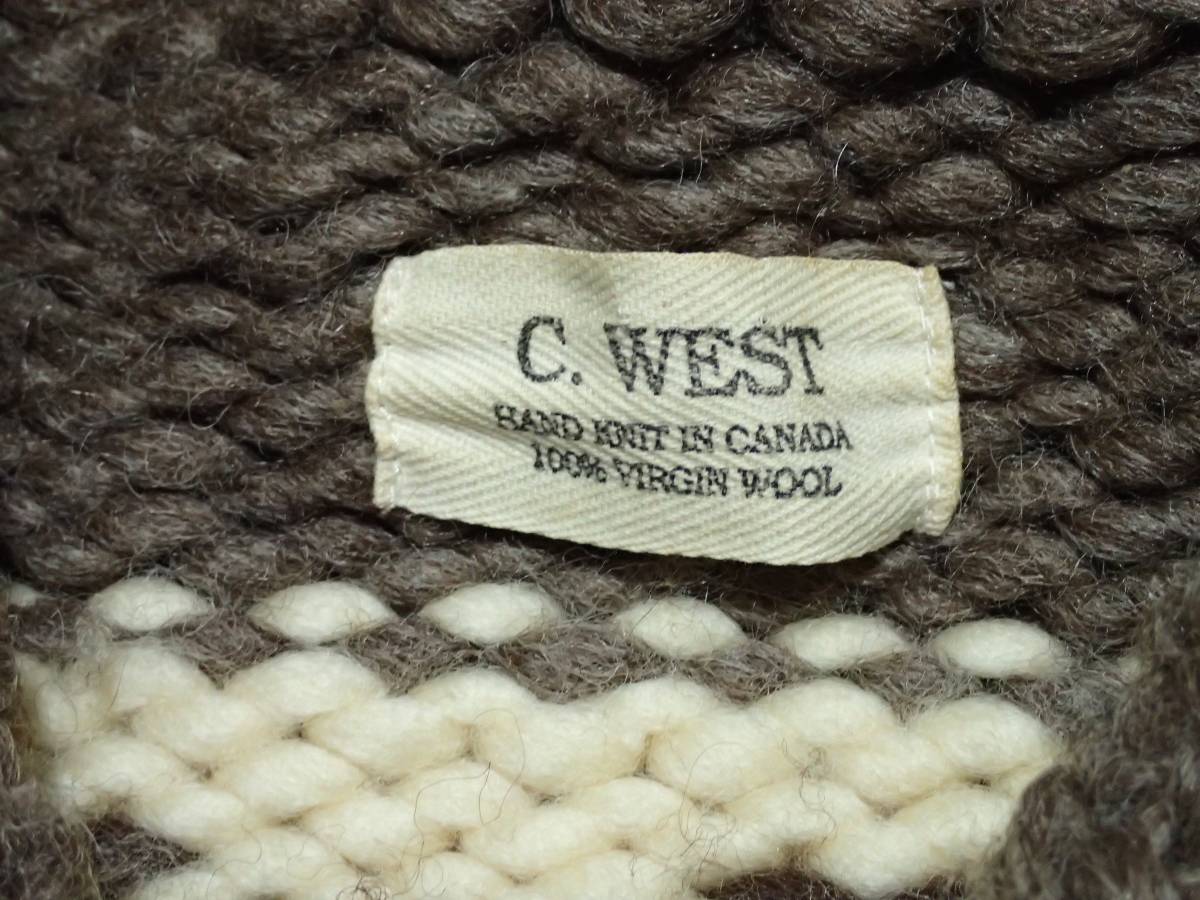 C. WEST
HAND KNIT IN CANADA
100% VIRGIN WOOL